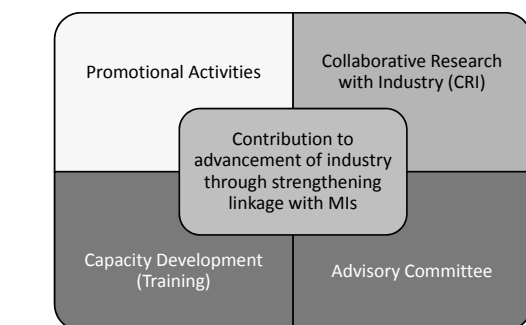 Promotional Activities
Collaborative Research
with Industry (CRI)
Contribution to
advancement of industry
through strengthening
linkage with MIs
Capacity Development
(Training)
Advisory Committee